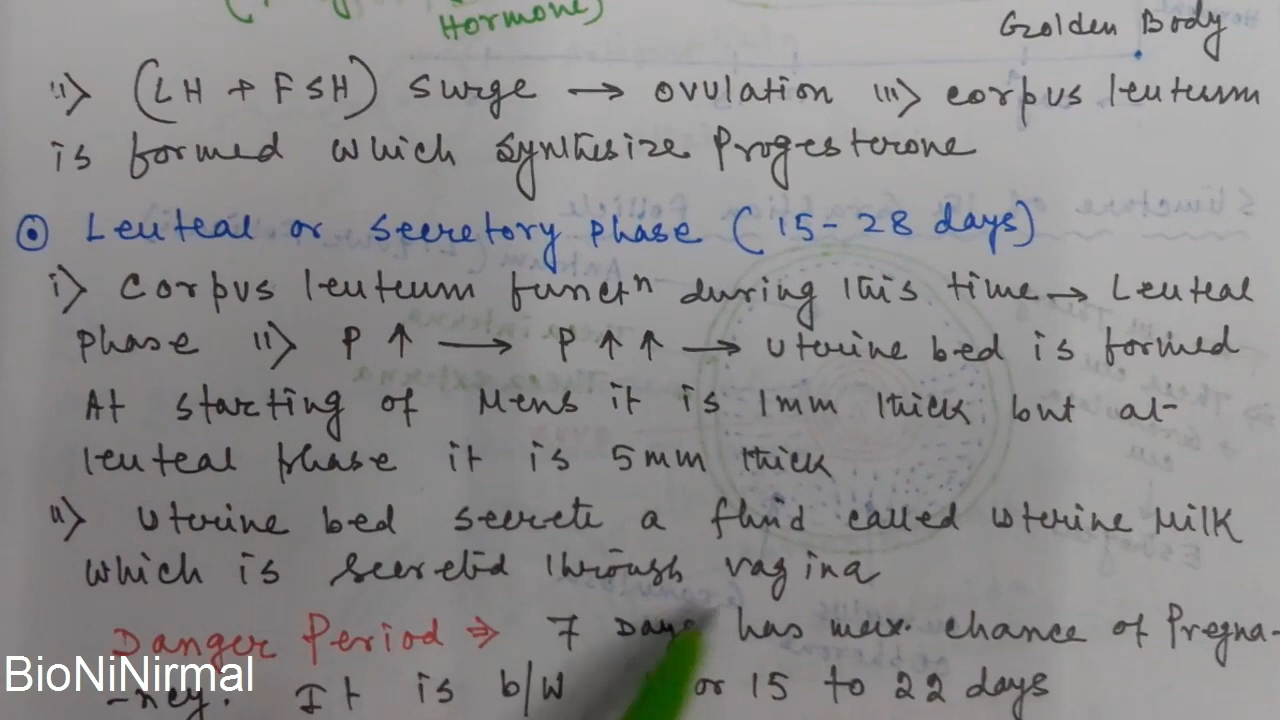 Hormone)
Golden Body
ii) (LH + FSH) surge → ovulation iii) corpus leuteum
is formed which synthesize Progesterone
Leuteal or Secretory phase (15-28 days)
i) corpus leuteum functn during this time → Leuteal
phase ii) P ↑ → P ↑↑ → uterine bed is formed
At starting of Mens it is 1mm thick but at
leuteal phase it is 5mm thick
ii) uterine bed secrete a fluid called uterine Milk
which is secreted through vagina
Danger Period ⇒ 7 Days has max. chance of Pregna-
-ncy. It is b/w or 15 to 22 days
BioNiNirmal